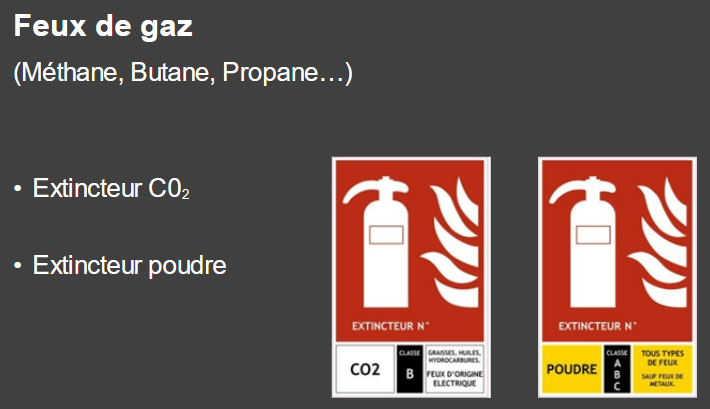 Feux de gaz
(Méthane, Butane, Propane…)
• Extincteur C0₂
• Extincteur poudre
EXTINCTEUR N°
CO2
CLASSE
B
GRAISSES, HUILES,
HYDROCARBURES.
FEUX D'ORIGINE
ELECTRIQUE
EXTINCTEUR N°
POUDRE
CLASSE
A
B
C
TOUS TYPES
DE FEUX
SAUF FEUX DE
METAUX.